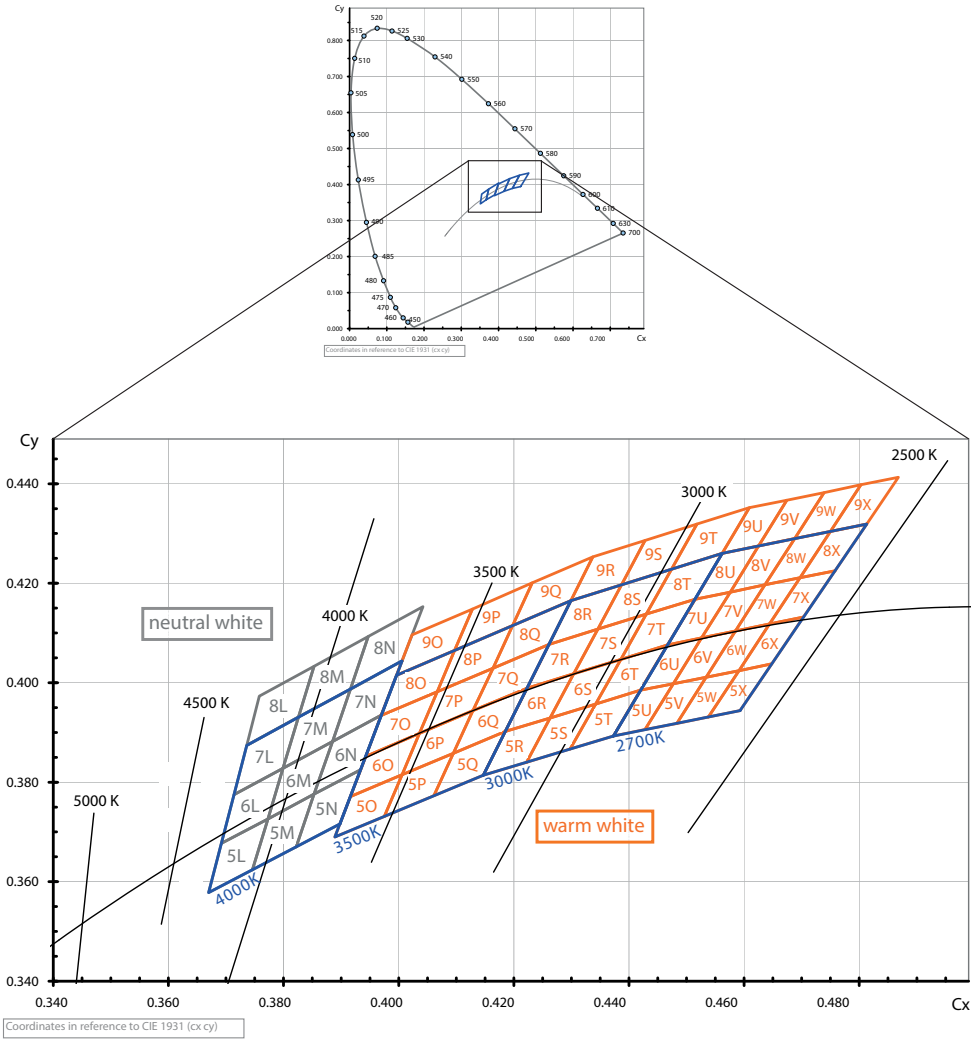 Cy
520
515
525
530
0.800
510
540
0.700
550
505
560
0.600
570
500
0.500
580
590
495
0.400
600
610
490
0.300
630
700
485
0.200
480
475
0.100
470
460
450
0.000
0.000 0.100 0.200 0.300 0.400 0.500 0.600 0.700 Cx
Coordinates in reference to CIE 1931 (cx cy)
Cy
2500 K
0.440
3000 K
9X
9W
9V
9U
9T
9S
9R
9Q
9P
9O
3500 K
0.420
neutral white
4000 K
8X
8W
8V
8U
8T
8S
8R
8Q
8P
8O
8N
8M
8L
0.400
4500 K
7X
7W
7V
7U
7T
7S
7R
7Q
7P
7O
7N
7M
7L
0.380
5000 K
6X
6W
6V
6U
6T
6S
6R
6Q
6P
6O
6N
6M
6L
5X
5W
5V
5U
5T
5S
5R
5Q
5P
5O
5N
5M
5L
2700K
3000K
3500K
4000K
warm white
0.360
0.340
0.340 0.360 0.380 0.400 0.420 0.440 0.460 0.480 Cx
Coordinates in reference to CIE 1931 (cx cy)